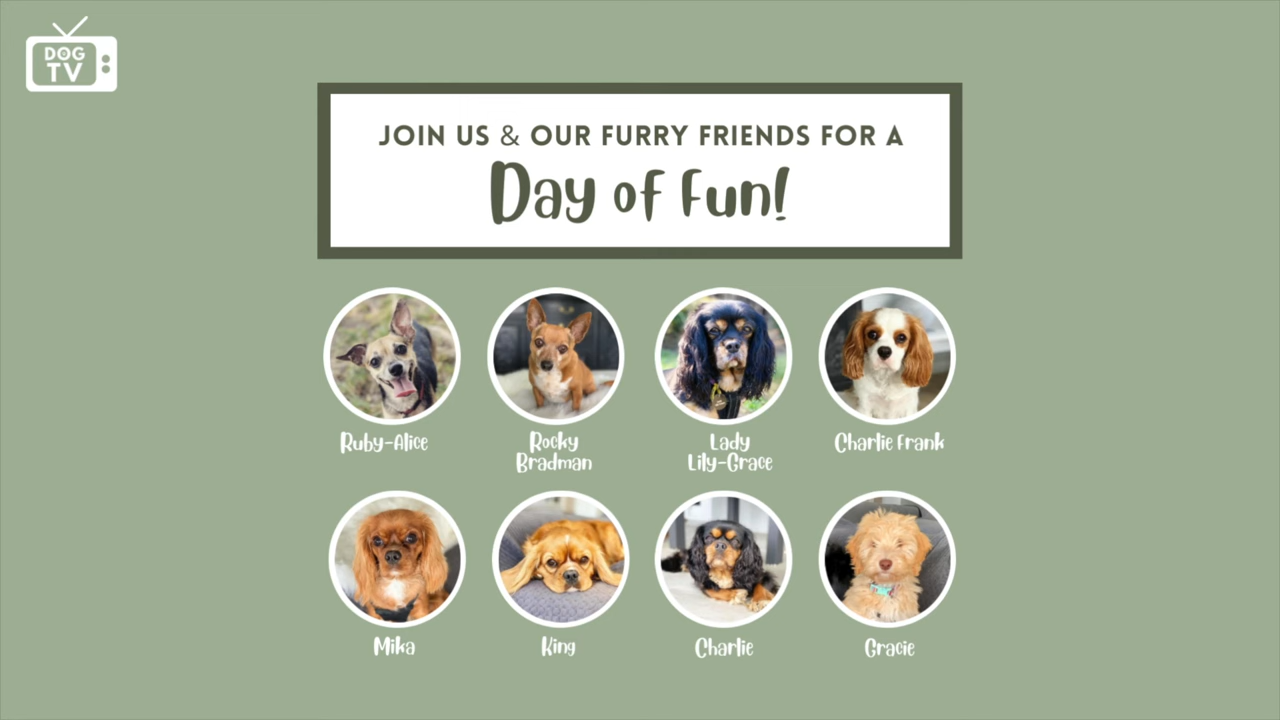 DOG
TV
JOIN US & OUR FURRY FRIENDS FOR A
Day of Fun!
Ruby-Alice
Rocky
Bradman
Lady
Lily-Grace
Charlie Frank
Mika
King
Charlie
Gracie